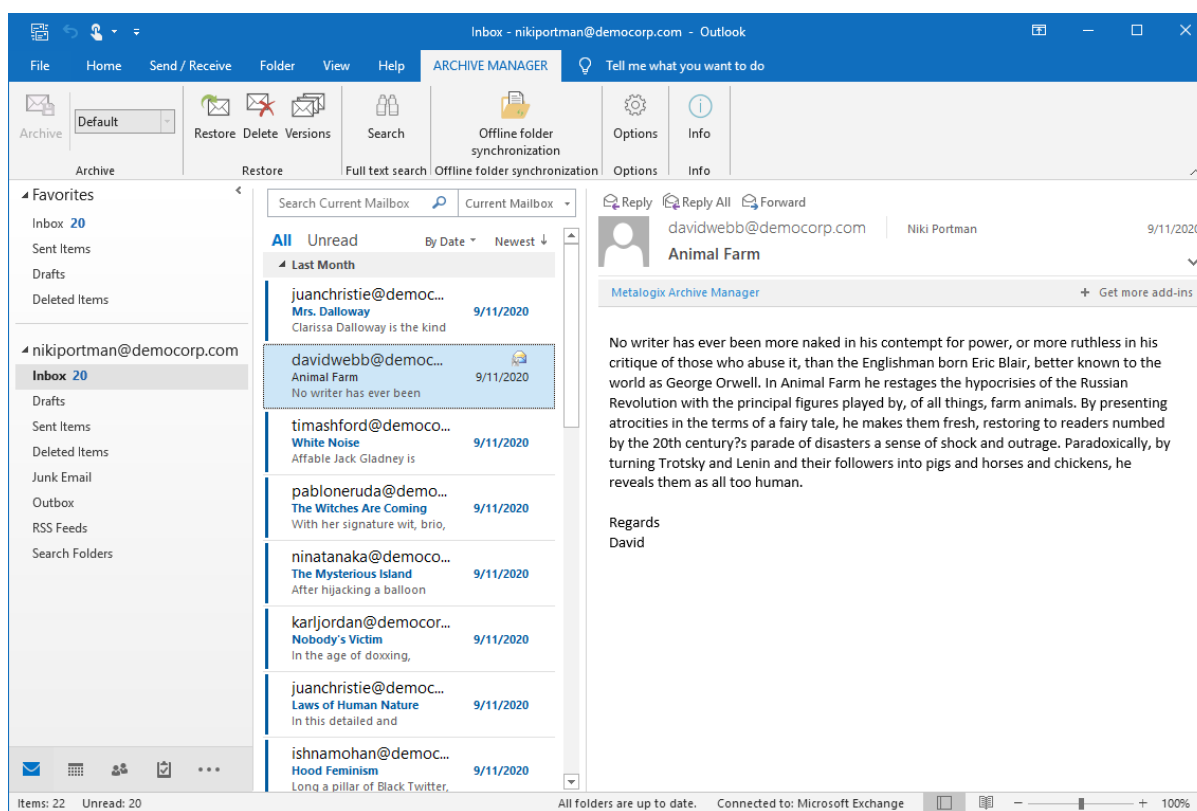 Inbox - nikiportman@democorp.com - Outlook
File Home Send / Receive Folder View Help ARCHIVE MANAGER Tell me what you want to do
Archive
Default
Restore Delete Versions
Search
Offline folder
synchronization
Options
Info
Archive Restore Full text search Offline folder synchronization Options Info
Favorites
Inbox 20
Sent Items
Drafts
Deleted Items
nikiportman@democorp.com
Inbox 20
Drafts
Sent Items
Deleted Items
Junk Email
Outbox
RSS Feeds
Search Folders
Search Current Mailbox Current Mailbox
All Unread By Date Newest ↓
Last Month
juanchristie@democ...
Mrs. Dalloway 9/11/2020
Clarissa Dalloway is the kind
davidwebb@democ...
Animal Farm 9/11/2020
No writer has ever been
timashford@democo...
White Noise 9/11/2020
Affable Jack Gladney is
pabloneruda@demo...
The Witches Are Coming 9/11/2020
With her signature wit, brio,
ninatanaka@democo...
The Mysterious Island 9/11/2020
After hijacking a balloon
karljordan@democor...
Nobody's Victim 9/11/2020
In the age of doxxing,
juanchristie@democ...
Laws of Human Nature 9/11/2020
In this detailed and
ishnamohan@democ...
Hood Feminism 9/11/2020
Long a pillar of Black Twitter,
Reply Reply All Forward
davidwebb@democorp.com Niki Portman 9/11/2020
Animal Farm
Metalogix Archive Manager + Get more add-ins
No writer has ever been more naked in his contempt for power, or more ruthless in his
critique of those who abuse it, than the Englishman born Eric Blair, better known to the
world as George Orwell. In Animal Farm he restages the hypocrisies of the Russian
Revolution with the principal figures played by, of all things, farm animals. By presenting
atrocities in the terms of a fairy tale, he makes them fresh, restoring to readers numbed
by the 20th century?s parade of disasters a sense of shock and outrage. Paradoxically, by
turning Trotsky and Lenin and their followers into pigs and horses and chickens, he
reveals them as all too human.
Regards
David
Items: 22 Unread: 20 All folders are up to date. Connected to: Microsoft Exchange 100%